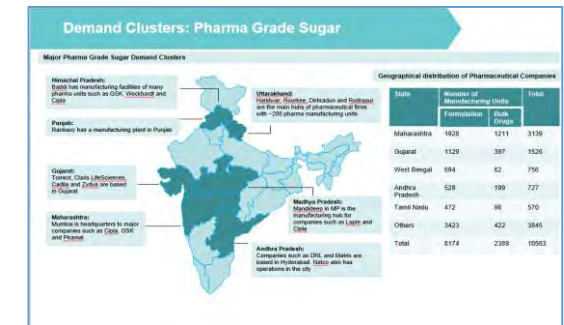 Demand Clusters: Pharma Grade Sugar
Major Pharma Grade Sugar Demand Clusters
Himachal Pradesh:
Baddi has manufacturing facilities of many
pharma units such as GSK, Wockhardt and
Cipla
Uttarakhand:
Haridwar, Roorkee, Dehradun and Rudrapur
are the main hubs of pharmaceutical firms
with ~200 pharma manufacturing units
Punjab:
Ranbaxy has a manufacturing plant in Punjab
Gujarat:
Torrent, Claris LifeSciences,
Cadila and Zydus are based
in Gujarat
Madhya Pradesh:
Mandideep in MP is the
manufacturing hub for
companies such as Lupin and
Cipla
Maharashtra:
Mumbai is headquarters to major
companies such as Cipla, GSK
and Piramal
Andhra Pradesh:
Companies such as DRL and Matrix are
based in Hyderabad. Natco also has
operations in the city
Geographical distribution of Pharmaceutical Companies
State Number of Manufacturing Units Total
Formulation Bulk Drugs
Maharashtra 1928 1211 3139
Gujarat 1129 397 1526
West Bengal 694 62 756
Andhra Pradesh 528 199 727
Tamil Nadu 472 98 570
Others 3423 422 3845
Total 8174 2389 10563